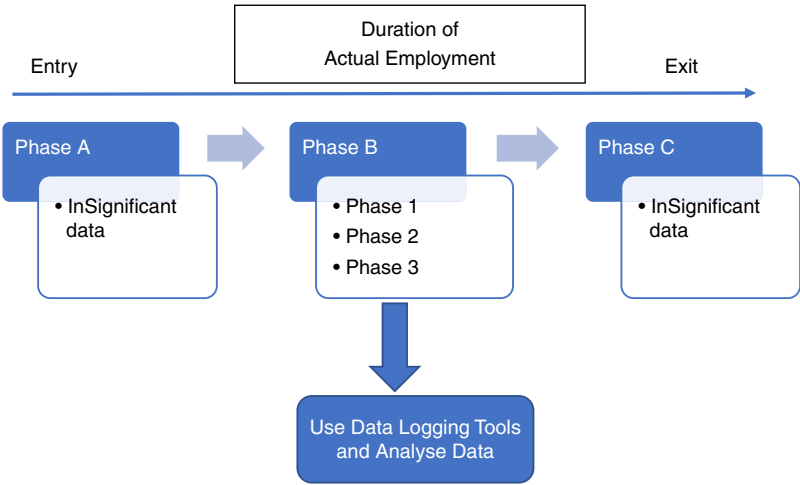 Duration of
Actual Employment
Entry
Exit
Phase A
• InSignificant
data
Phase B
• Phase 1
• Phase 2
• Phase 3
Phase C
• InSignificant
data
Use Data Logging Tools
and Analyse Data